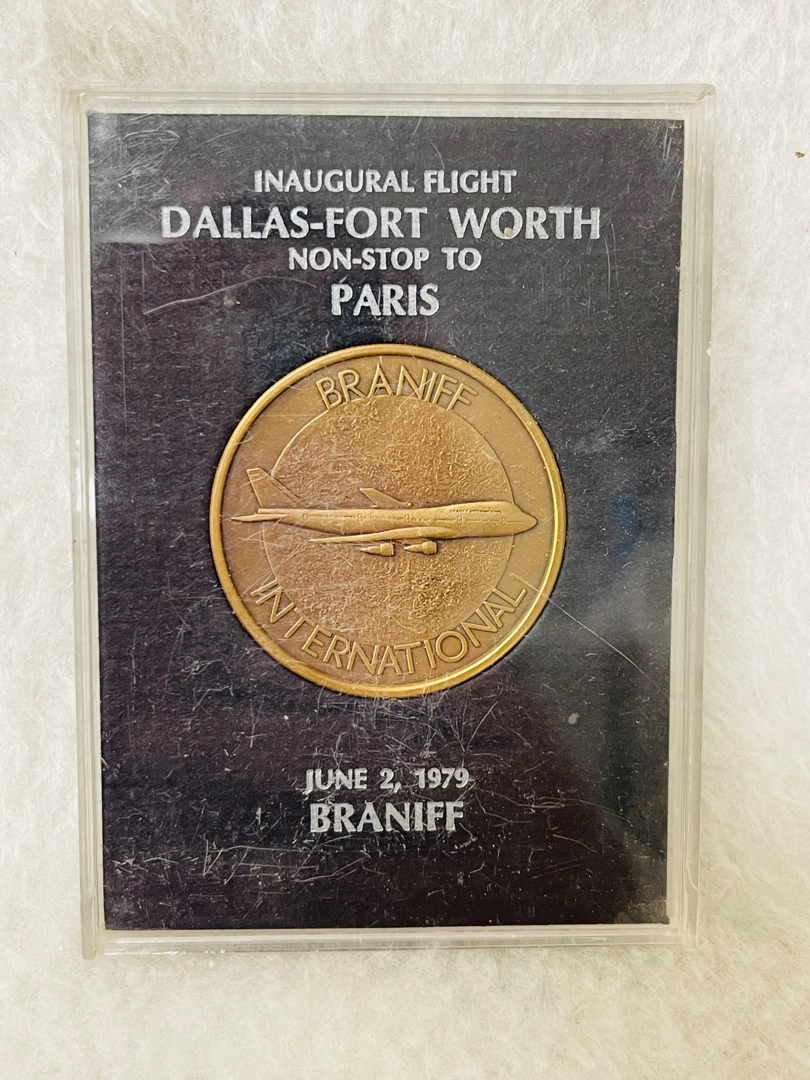 INAUGURAL FLIGHT
DALLAS-FORT WORTH
NON-STOP TO
PARIS
BRANIFF
INTERNATIONAL
JUNE 2, 1979
BRANIFF